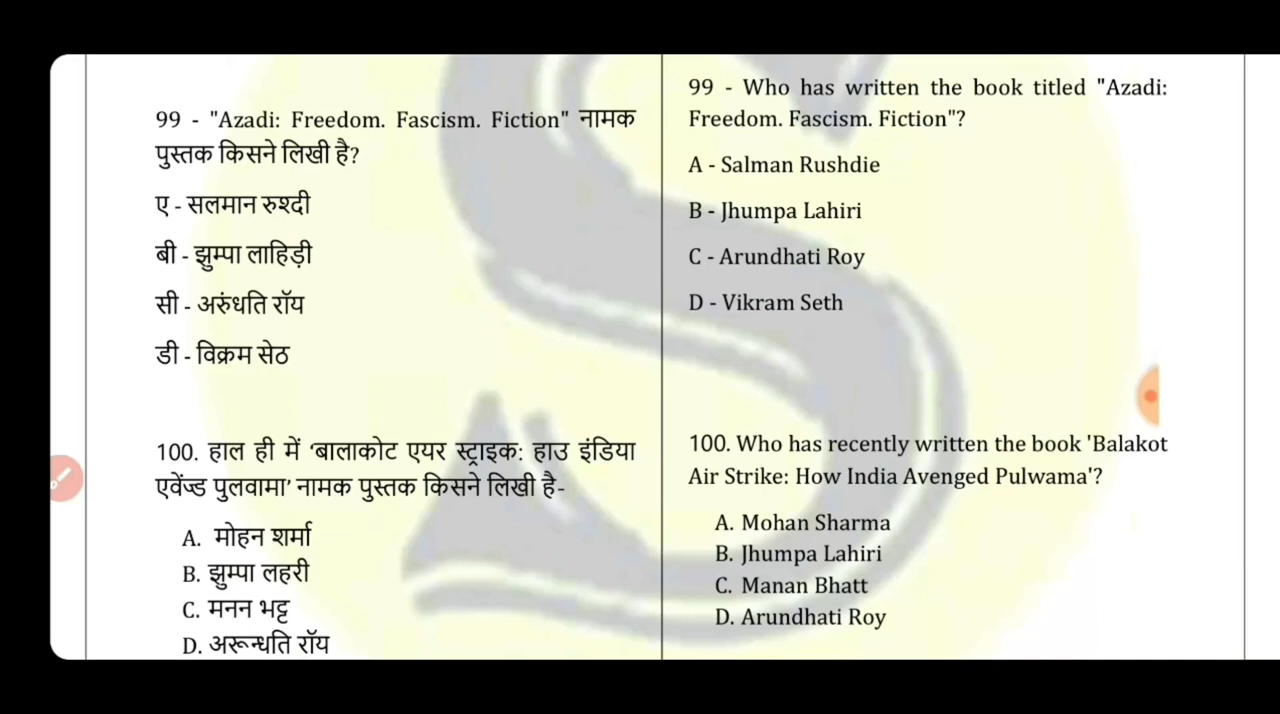 99 - "Azadi: Freedom. Fascism. Fiction" नामक
पुस्तक किसने लिखी है?
ए - सलमान रुश्दी
बी - झुम्पा लाहिड़ी
सी - अरुंधति रॉय
डी - विक्रम सेठ
100. हाल ही में ‘बालाकोट एयर स्ट्राइक: हाउ इंडिया
एवेंज्ड पुलवामा’ नामक पुस्तक किसने लिखी है-
A. मोहन शर्मा
B. झुम्पा लहरी
C. मनन भट्ट
D. अरून्धति रॉय
99 - Who has written the book titled "Azadi:
Freedom. Fascism. Fiction"?
A - Salman Rushdie
B - Jhumpa Lahiri
C - Arundhati Roy
D - Vikram Seth
100. Who has recently written the book 'Balakot
Air Strike: How India Avenged Pulwama'?
A. Mohan Sharma
B. Jhumpa Lahiri
C. Manan Bhatt
D. Arundhati Roy